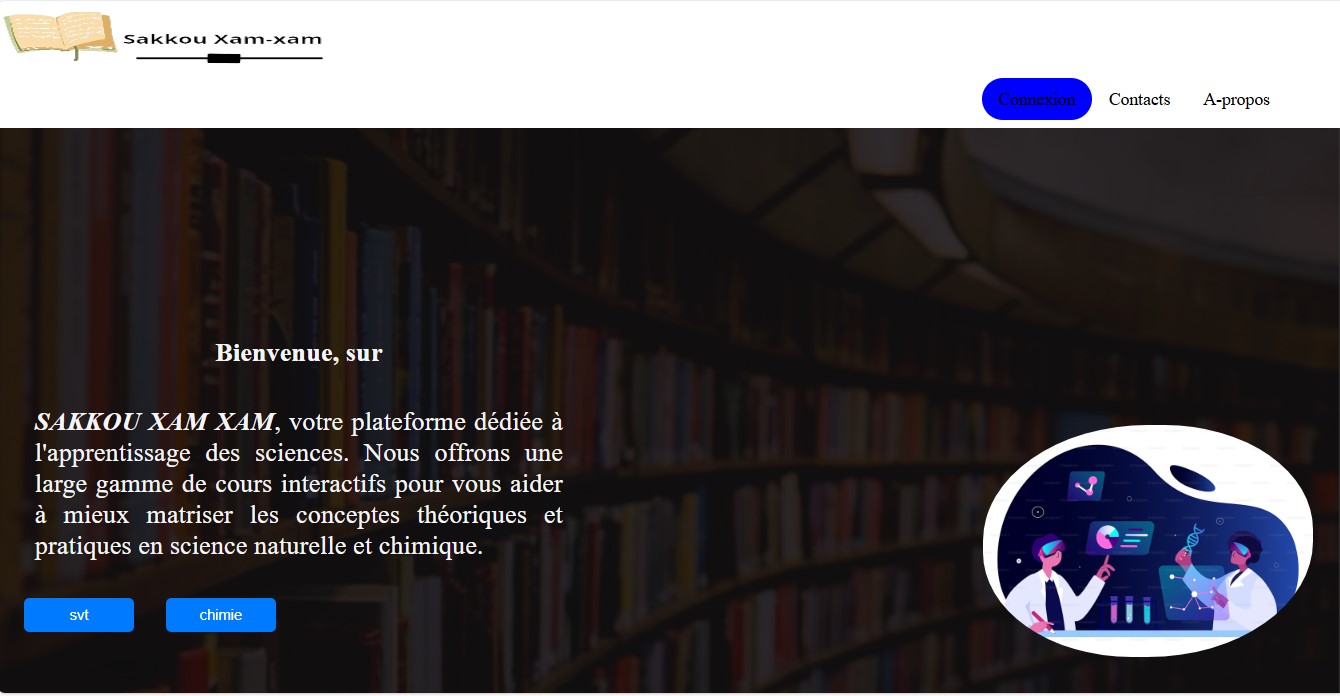 Sakkou Xam-xam
Connexion Contacts A-propos
Bienvenue, sur
SAKKOU XAM XAM, votre plateforme dédiée à
l'apprentissage des sciences. Nous offrons une
large gamme de cours interactifs pour vous aider
à mieux matriser les conceptes théoriques et
pratiques en science naturelle et chimique.
svt chimie